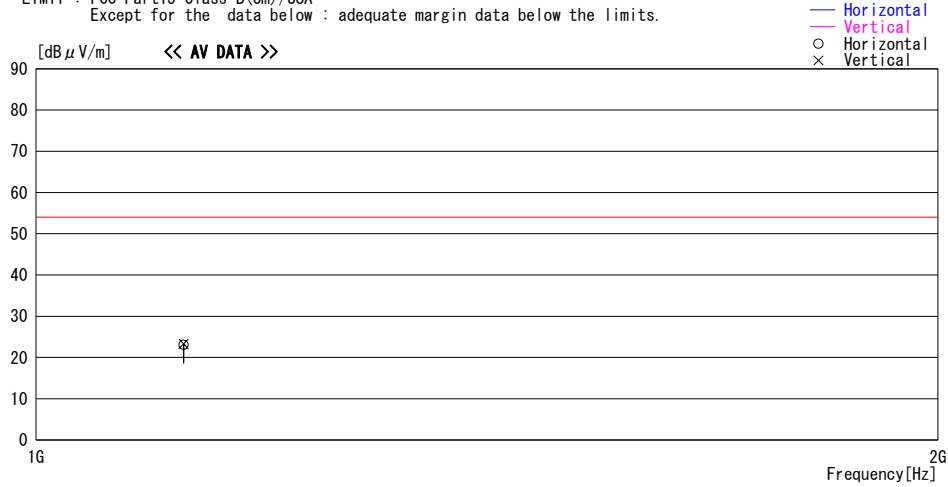 Except for the data below : adequate margin data below the limits.
Horizontal
Vertical
Horizontal
Vertical
[dBμV/m] << AV DATA >>
90
80
70
60
50
40
30
20
10
0
1G
2G
Frequency[Hz]